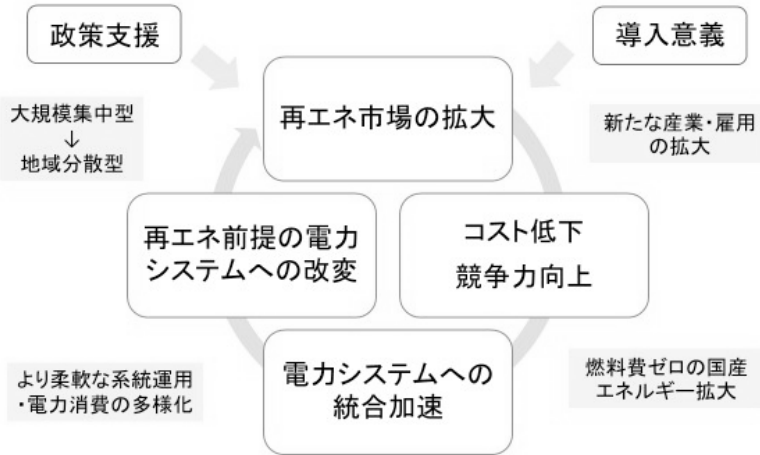 政策支援
導入意義
再エネ市場の拡大
大規模集中型
↓
地域分散型
新たな産業・雇用
の拡大
再エネ前提の電力
システムへの改変
コスト低下
競争力向上
電力システムへの
統合加速
より柔軟な系統運用
・電力消費の多様化
燃料費ゼロの国産
エネルギー拡大